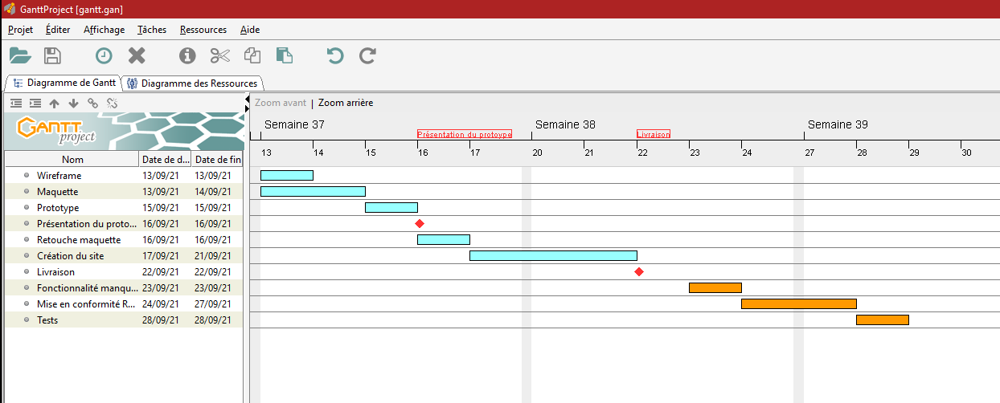 GanttProject [gantt.gan]
Projet Éditer Affichage Tâches Ressources Aide
Diagramme de Gantt Diagramme des Ressources
Zoom avant | Zoom arrière
GANTT project
Semaine 37 Semaine 38 Semaine 39
Présentation du protoype Livraison
13 14 15 16 17 20 21 22 23 24 27 28 29 30
Nom Date de d... Date de fin
Wireframe 13/09/21 13/09/21
Maquette 13/09/21 14/09/21
Prototype 15/09/21 15/09/21
Présentation du proto... 16/09/21 16/09/21
Retouche maquette 16/09/21 16/09/21
Création du site 17/09/21 21/09/21
Livraison 22/09/21 22/09/21
Fonctionnalité manqu... 23/09/21 23/09/21
Mise en conformité R... 24/09/21 27/09/21
Tests 28/09/21 28/09/21